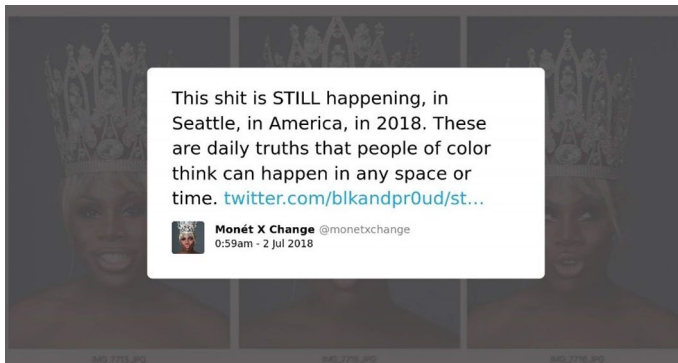 This shit is STILL happening, in
Seattle, in America, in 2018. These
are daily truths that people of color
think can happen in any space or
time. twitter.com/blkandpr0ud/st…
Monét X Change @monetxchange
0:59am - 2 Jul 2018